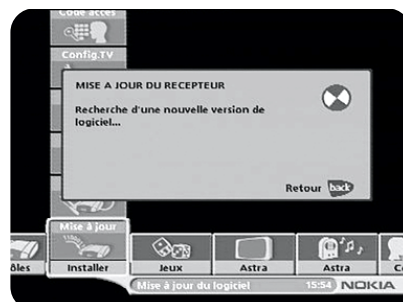 Code accès
Config.TV
MISE A JOUR DU RECEPTEUR
Recherche d'une nouvelle version de
logiciel...
Retour back
Mise à jour
ôles Installer Jeux Astra Astra C
Mise à jour du logiciel 15:54 NOKIA